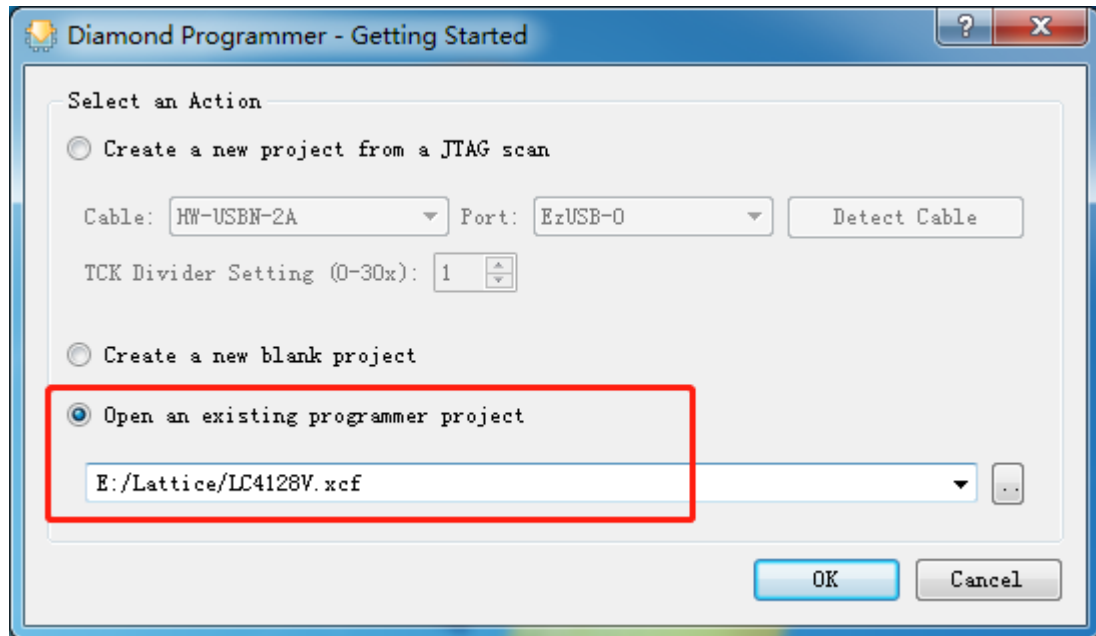 Diamond Programmer - Getting Started
Select an Action
Create a new project from a JTAG scan
Cable: HW-USBN-2A Port: EzUSB-0 Detect Cable
TCK Divider Setting (0-30x): 1
Create a new blank project
Open an existing programmer project
E:/Lattice/LC4128V.xcf ..
OK Cancel